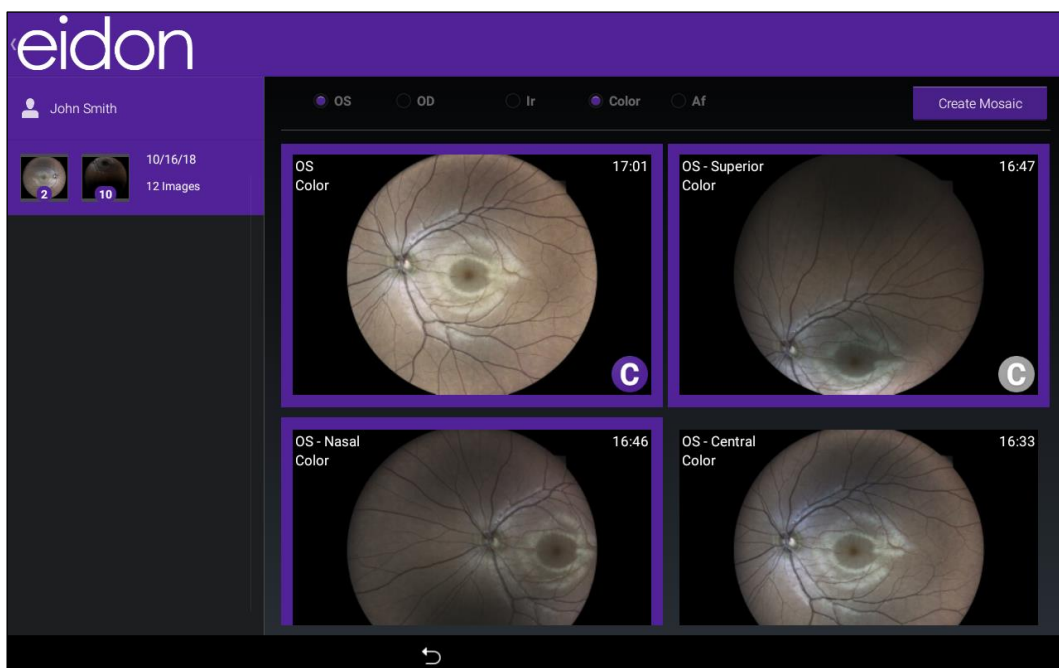 eidon
John Smith
OS
OD
Ir
Color
Af
Create Mosaic
10/16/18
12 Images
2
10
OS
Color
17:01
C
OS - Superior
Color
16:47
C
OS - Nasal
Color
16:46
OS - Central
Color
16:33